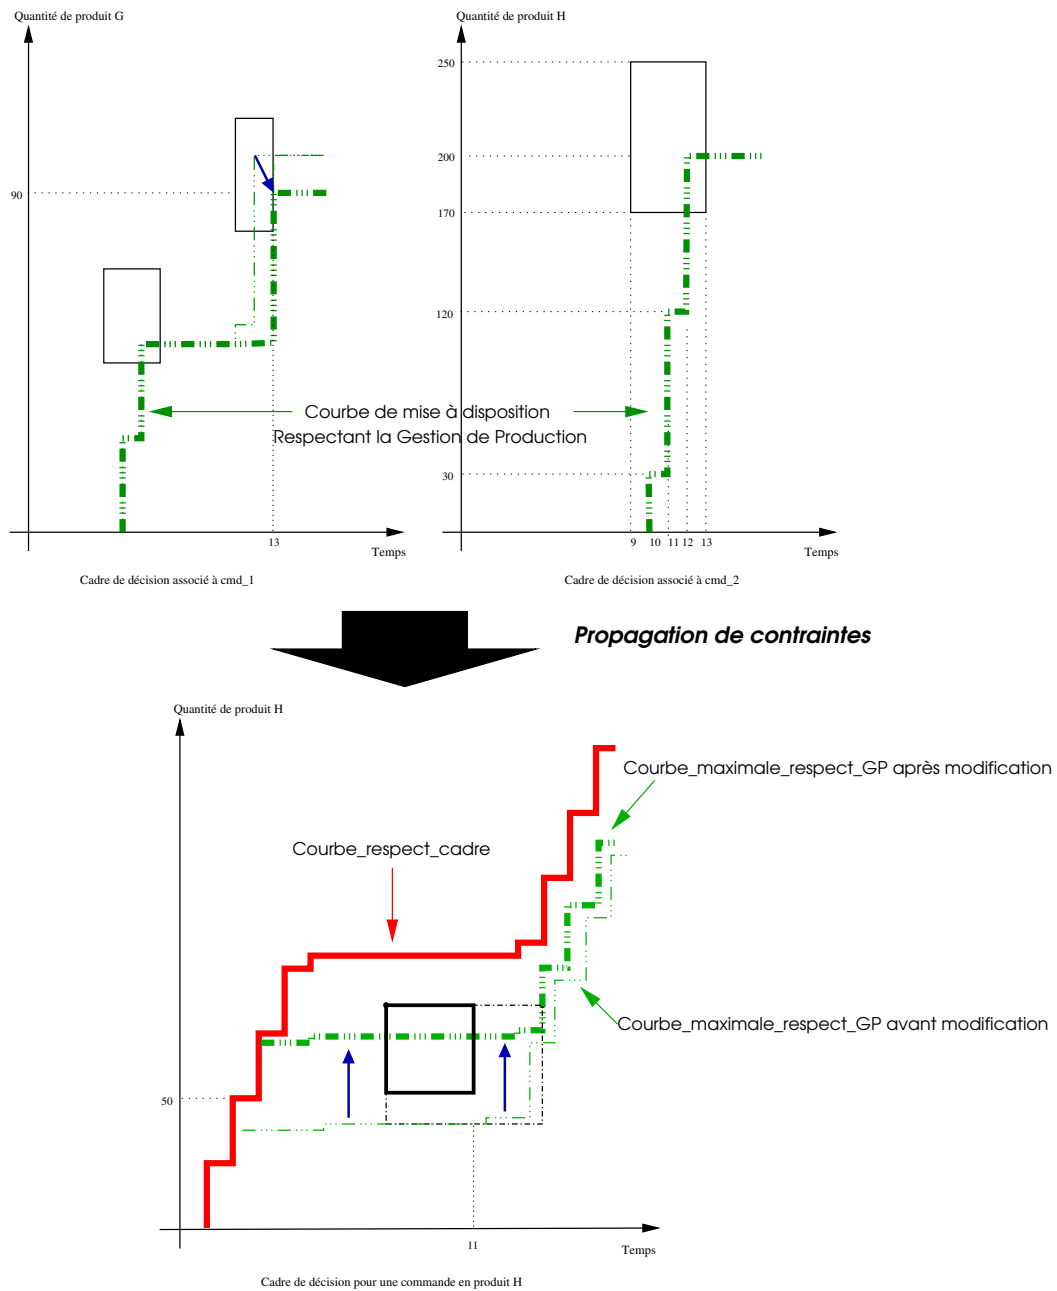 Quantité de produit G
Quantité de produit H
250
200
90
170
120
Courbe de mise à disposition
Respectant la Gestion de Production
30
13
9 10 11 12 13
Temps
Temps
Cadre de décision associé à cmd_1
Cadre de décision associé à cmd_2
Propagation de contraintes
Quantité de produit H
Courbe_maximale_respect_GP après modification
Courbe_respect_cadre
Courbe_maximale_respect_GP avant modification
50
11
Temps
Cadre de décision pour une commande en produit H